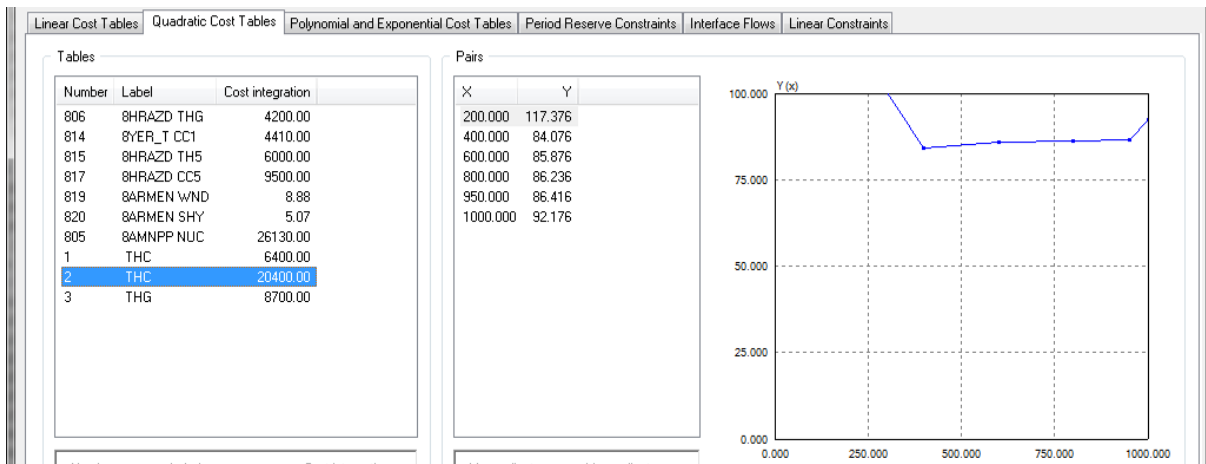 Linear Cost Tables Quadratic Cost Tables Polynomial and Exponential Cost Tables Period Reserve Constraints Interface Flows Linear Constraints
Tables
Number Label Cost integration
806 8HRAZD THG 4200.00
814 8YER_T CC1 4410.00
815 8HRAZD TH5 6000.00
817 8HRAZD CC5 9500.00
819 8ARMEN WND 8.88
820 8ARMEN SHY 5.07
805 8AMNPP NUC 26130.00
1 THC 6400.00
2 THC 20400.00
3 THG 8700.00
Pairs
X Y
200.000 117.376
400.000 84.076
600.000 85.876
800.000 86.236
950.000 86.416
1000.000 92.176
Y (x)
100.000
75.000
50.000
25.000
0.000
0.000 250.000 500.000 750.000 1000.000